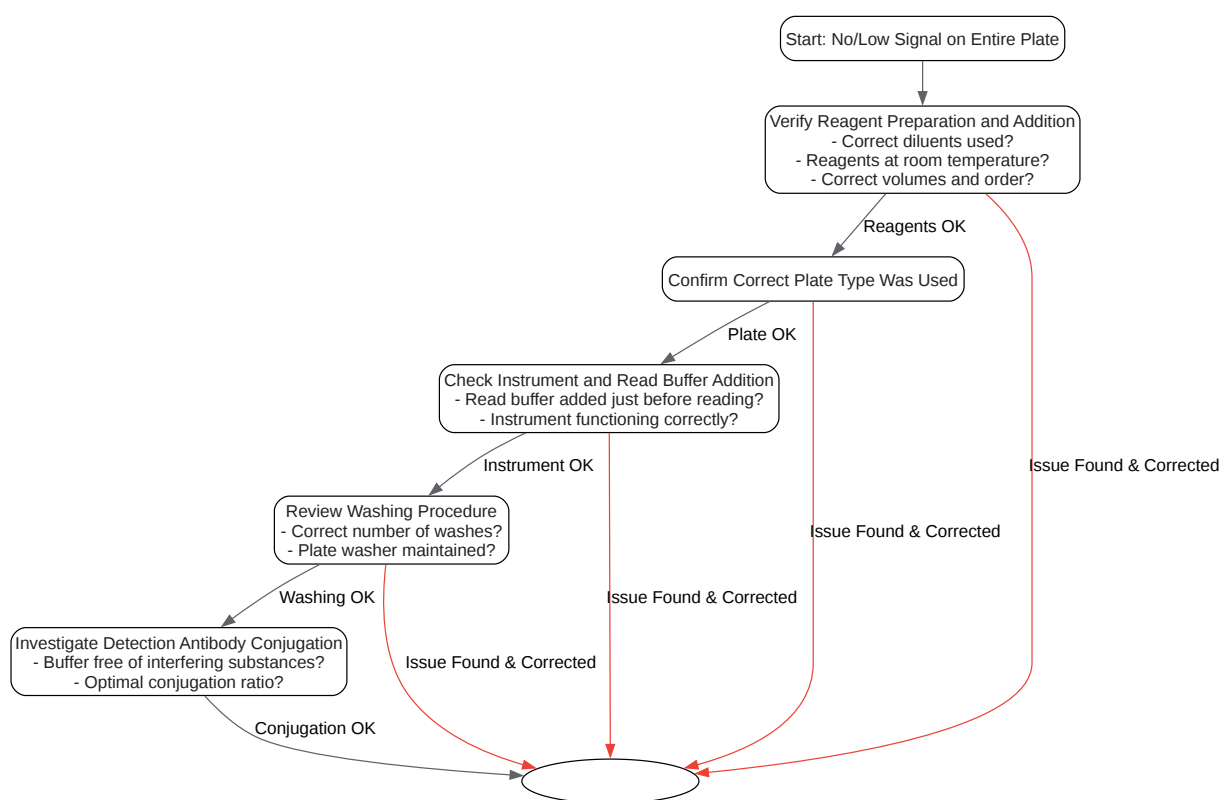 Start: No/Low Signal on Entire Plate
Verify Reagent Preparation and Addition
- Correct diluents used?
- Reagents at room temperature?
- Correct volumes and order?
Reagents OK
Confirm Correct Plate Type Was Used
Plate OK
Check Instrument and Read Buffer Addition
- Read buffer added just before reading?
- Instrument functioning correctly?
Instrument OK
Issue Found & Corrected
Review Washing Procedure
- Correct number of washes?
- Plate washer maintained?
Issue Found & Corrected
Washing OK
Issue Found & Corrected
Investigate Detection Antibody Conjugation
- Buffer free of interfering substances?
- Optimal conjugation ratio?
Issue Found & Corrected
Conjugation OK